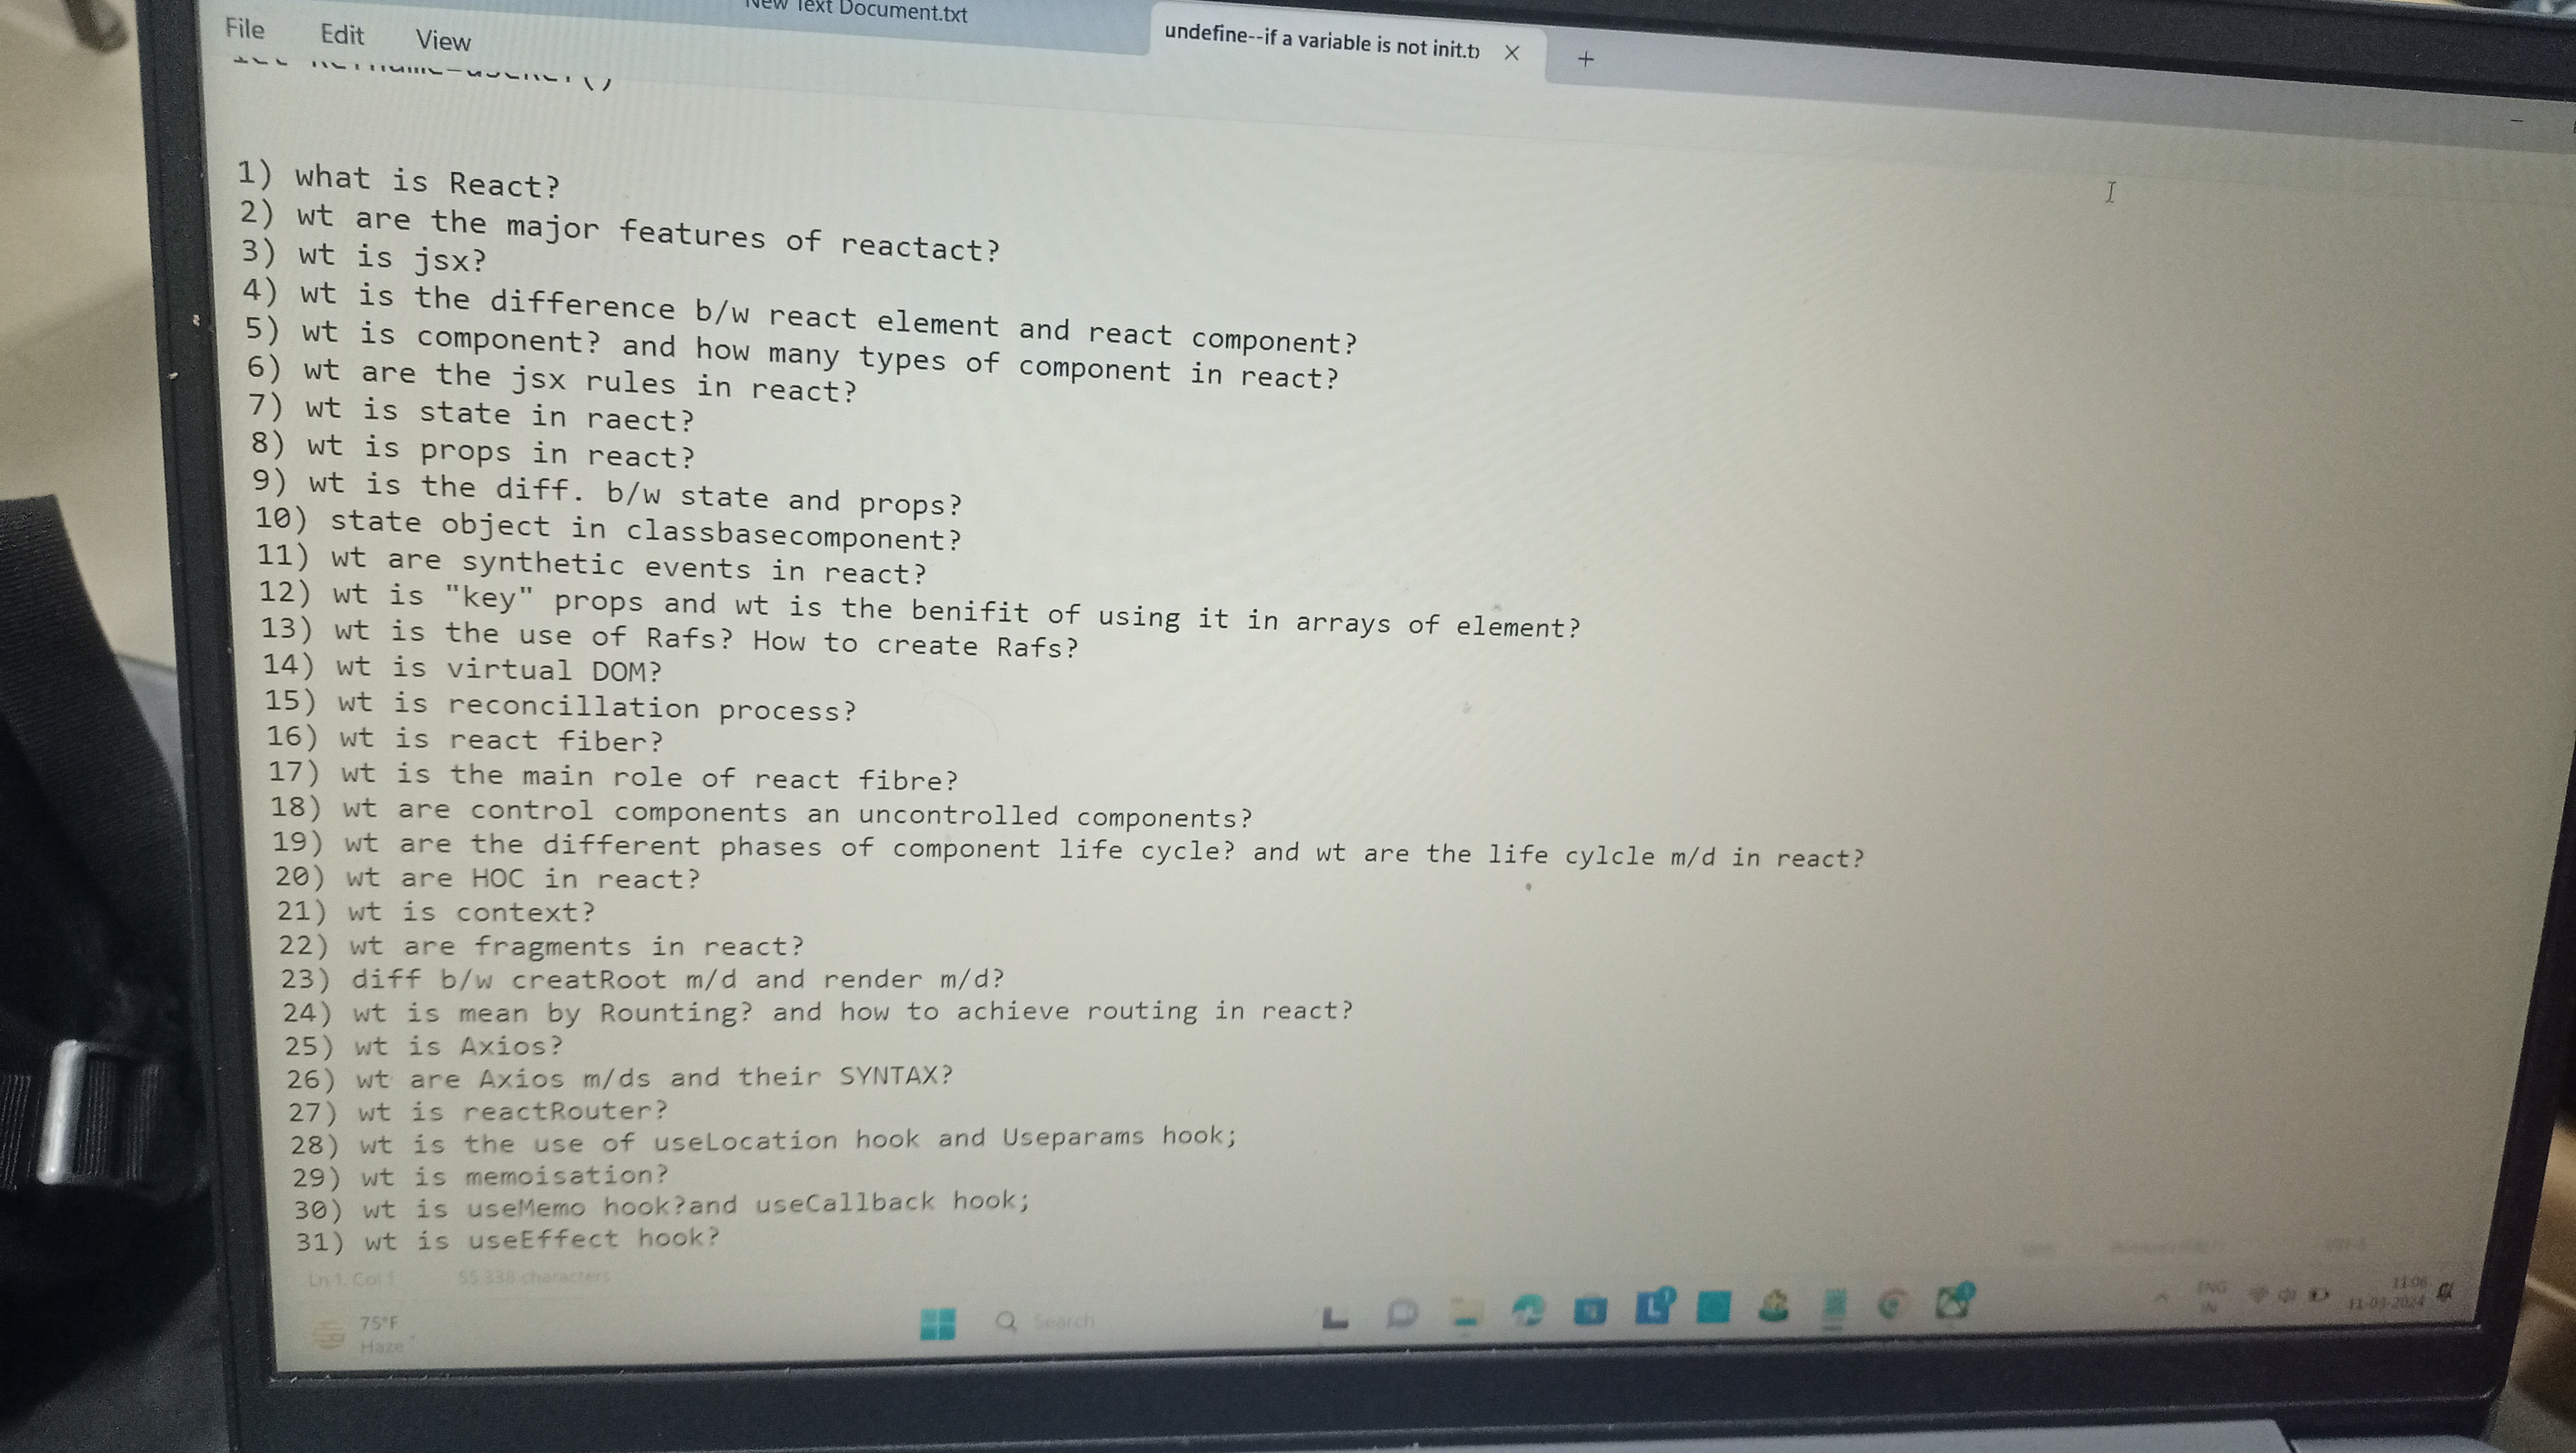 New Text Document.txt
undefine--if a variable is not init.t
File Edit View
1) what is React?
2) wt are the major features of reactact?
3) wt is jsx?
4) wt is the difference b/w react element and react component?
5) wt is component? and how many types of component in react?
6) wt are the jsx rules in react?
7) wt is state in raect?
8) wt is props in react?
9) wt is the diff. b/w state and props?
10) state object in classbasecomponent?
11) wt are synthetic events in react?
12) wt is "key" props and wt is the benifit of using it in arrays of element?
13) wt is the use of Rafs? How to create Rafs?
14) wt is virtual DOM?
15) wt is reconcillation process?
16) wt is react fiber?
17) wt is the main role of react fibre?
18) wt are control components an uncontrolled components?
19) wt are the different phases of component life cycle? and wt are the life cylcle m/d in react?
20) wt are HOC in react?
21) wt is context?
22) wt are fragments in react?
23) diff b/w creatRoot m/d and render m/d?
24) wt is mean by Rounting? and how to achieve routing in react?
25) wt is Axios?
26) wt are Axios m/ds and their SYNTAX?
27) wt is reactRouter?
28) wt is the use of useLocation hook and Useparams hook;
29) wt is memoisation?
30) wt is useMemo hook?and useCallback hook;
31) wt is useEffect hook?
Ln 1, Col 1 55,338 characters
75°F
Haze
Search
ENG
IN
11:06
11-03-2024